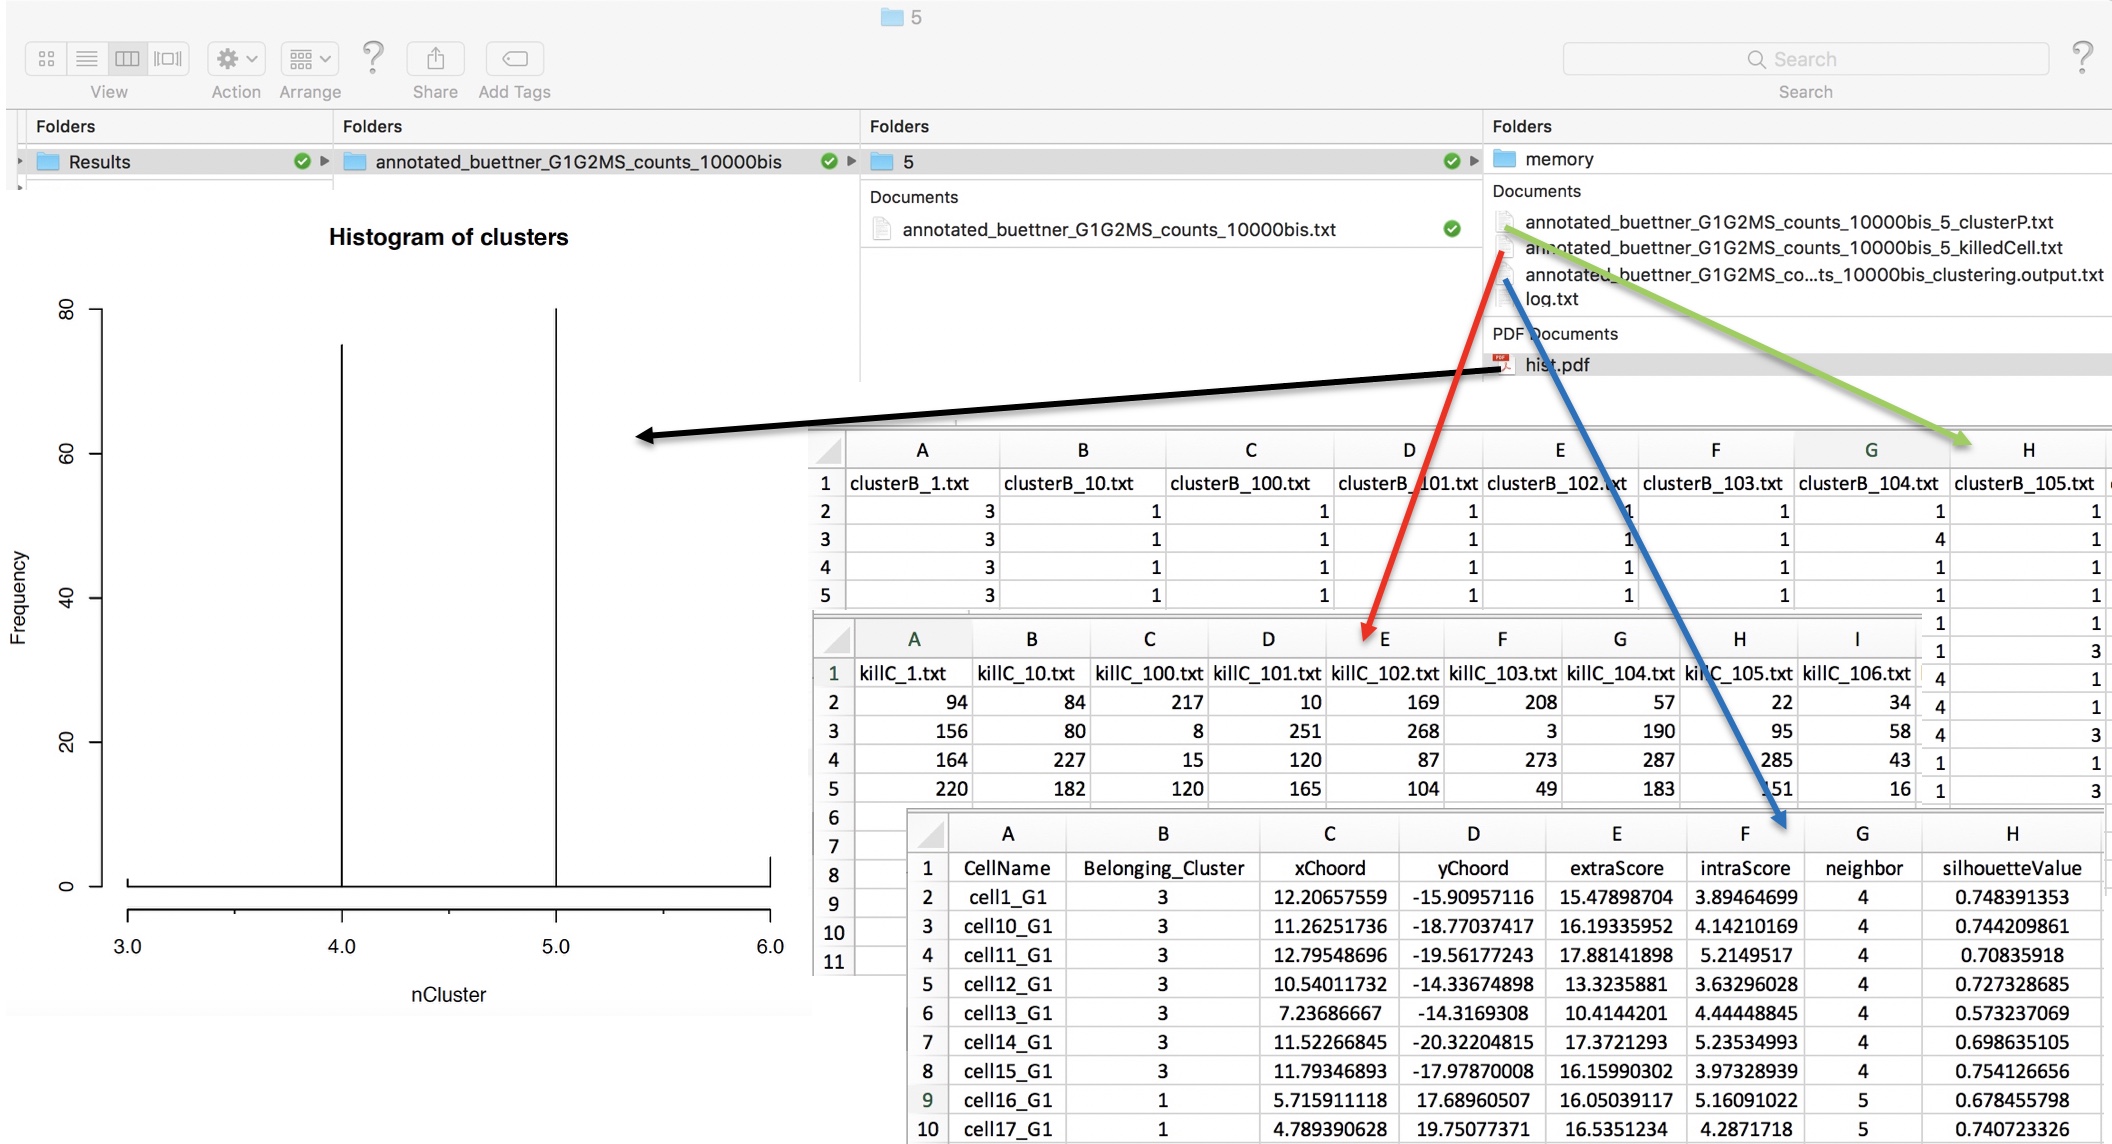 5
View
Action
Arrange
Share
Add Tags
Search
Search
Folders
Folders
Folders
Folders
Results
annotated_buettner_G1G2MS_counts_10000bis
5
memory
Documents
annotated_buettner_G1G2MS_counts_10000bis.txt
Documents
annotated_buettner_G1G2MS_counts_10000bis_5_clusterP.txt
annotated_buettner_G1G2MS_counts_10000bis_5_killedCell.txt
annotated_buettner_G1G2MS_co...ts_10000bis_clustering.output.txt
log.txt
PDF Documents
hist.pdf
Histogram of clusters
Frequency
80
60
40
20
0
3.0 4.0 5.0 6.0
nCluster
A B C D E F G H
1 clusterB_1.txt clusterB_10.txt clusterB_100.txt clusterB_101.txt clusterB_102.txt clusterB_103.txt clusterB_104.txt clusterB_105.txt
2 3 1 1 1 1 1 1 1
3 3 1 1 1 1 1 4 1
4 3 1 1 1 1 1 1 1
5 3 1 1 1 1 1 1 1
1 1
1 3
4 1
4 1
4 3
1 1
1 3
A B C D E F G H I
1 killC_1.txt killC_10.txt killC_100.txt killC_101.txt killC_102.txt killC_103.txt killC_104.txt killC_105.txt killC_106.txt
2 94 84 217 10 169 208 57 22 34
3 156 80 8 251 268 3 190 95 58
4 164 227 15 120 87 273 287 285 43
5 220 182 120 165 104 49 183 151 16
6
7
8
9
10
11
A B C D E F G H
1 CellName Belonging_Cluster xChoord yChoord extraScore intraScore neighbor silhouetteValue
2 cell1_G1 3 12.20657559 -15.90957116 15.47898704 3.89464699 4 0.748391353
3 cell10_G1 3 11.26251736 -18.77037417 16.19335952 4.14210169 4 0.744209861
4 cell11_G1 3 12.79548696 -19.56177243 17.88141898 5.2149517 4 0.70835918
5 cell12_G1 3 10.54011732 -14.33674898 13.3235881 3.63296028 4 0.727328685
6 cell13_G1 3 7.23686667 -14.3169308 10.4144201 4.44448845 4 0.573237069
7 cell14_G1 3 11.52266845 -20.32204815 17.3721293 5.23534993 4 0.698635105
8 cell15_G1 3 11.79346893 -17.97870008 16.15990302 3.97328939 4 0.754126656
9 cell16_G1 1 5.715911118 17.68960507 16.05039117 5.16091022 5 0.678455798
10 cell17_G1 1 4.789390628 19.75077371 16.5351234 4.2871718 5 0.740723326